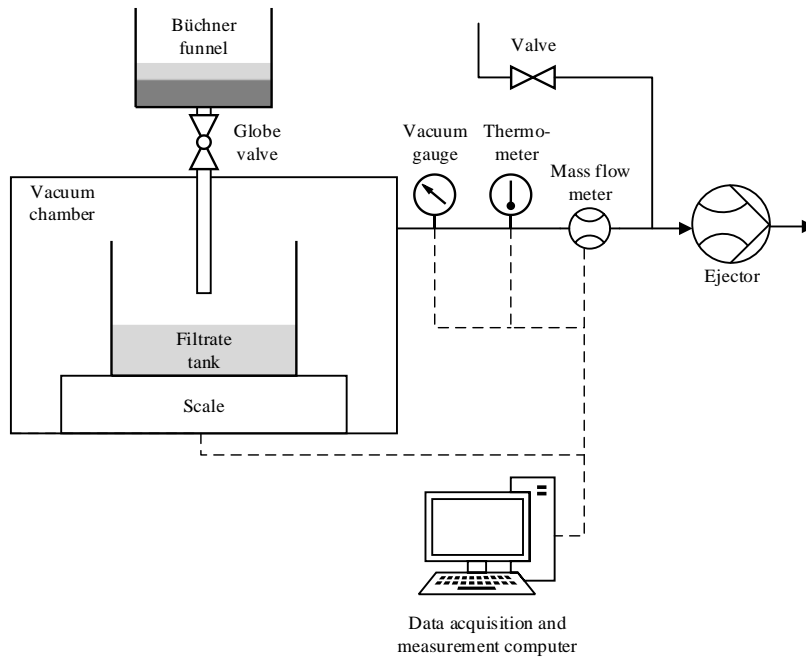 Büchner
funnel
Valve
Globe
valve
Vacuum
gauge
Thermo-
meter
Mass flow
meter
Vacuum
chamber
Ejector
Filtrate
tank
Scale
Data acquisition and
measurement computer